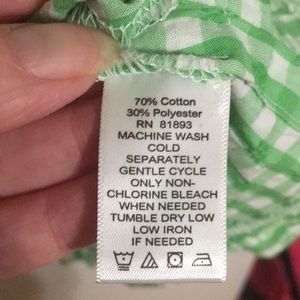 70% Cotton
30% Polyester
RN 81893
MACHINE WASH
COLD
SEPARATELY
GENTLE CYCLE
ONLY NON-
CHLORINE BLEACH
WHEN NEEDED
TUMBLE DRY LOW
LOW IRON
IF NEEDED